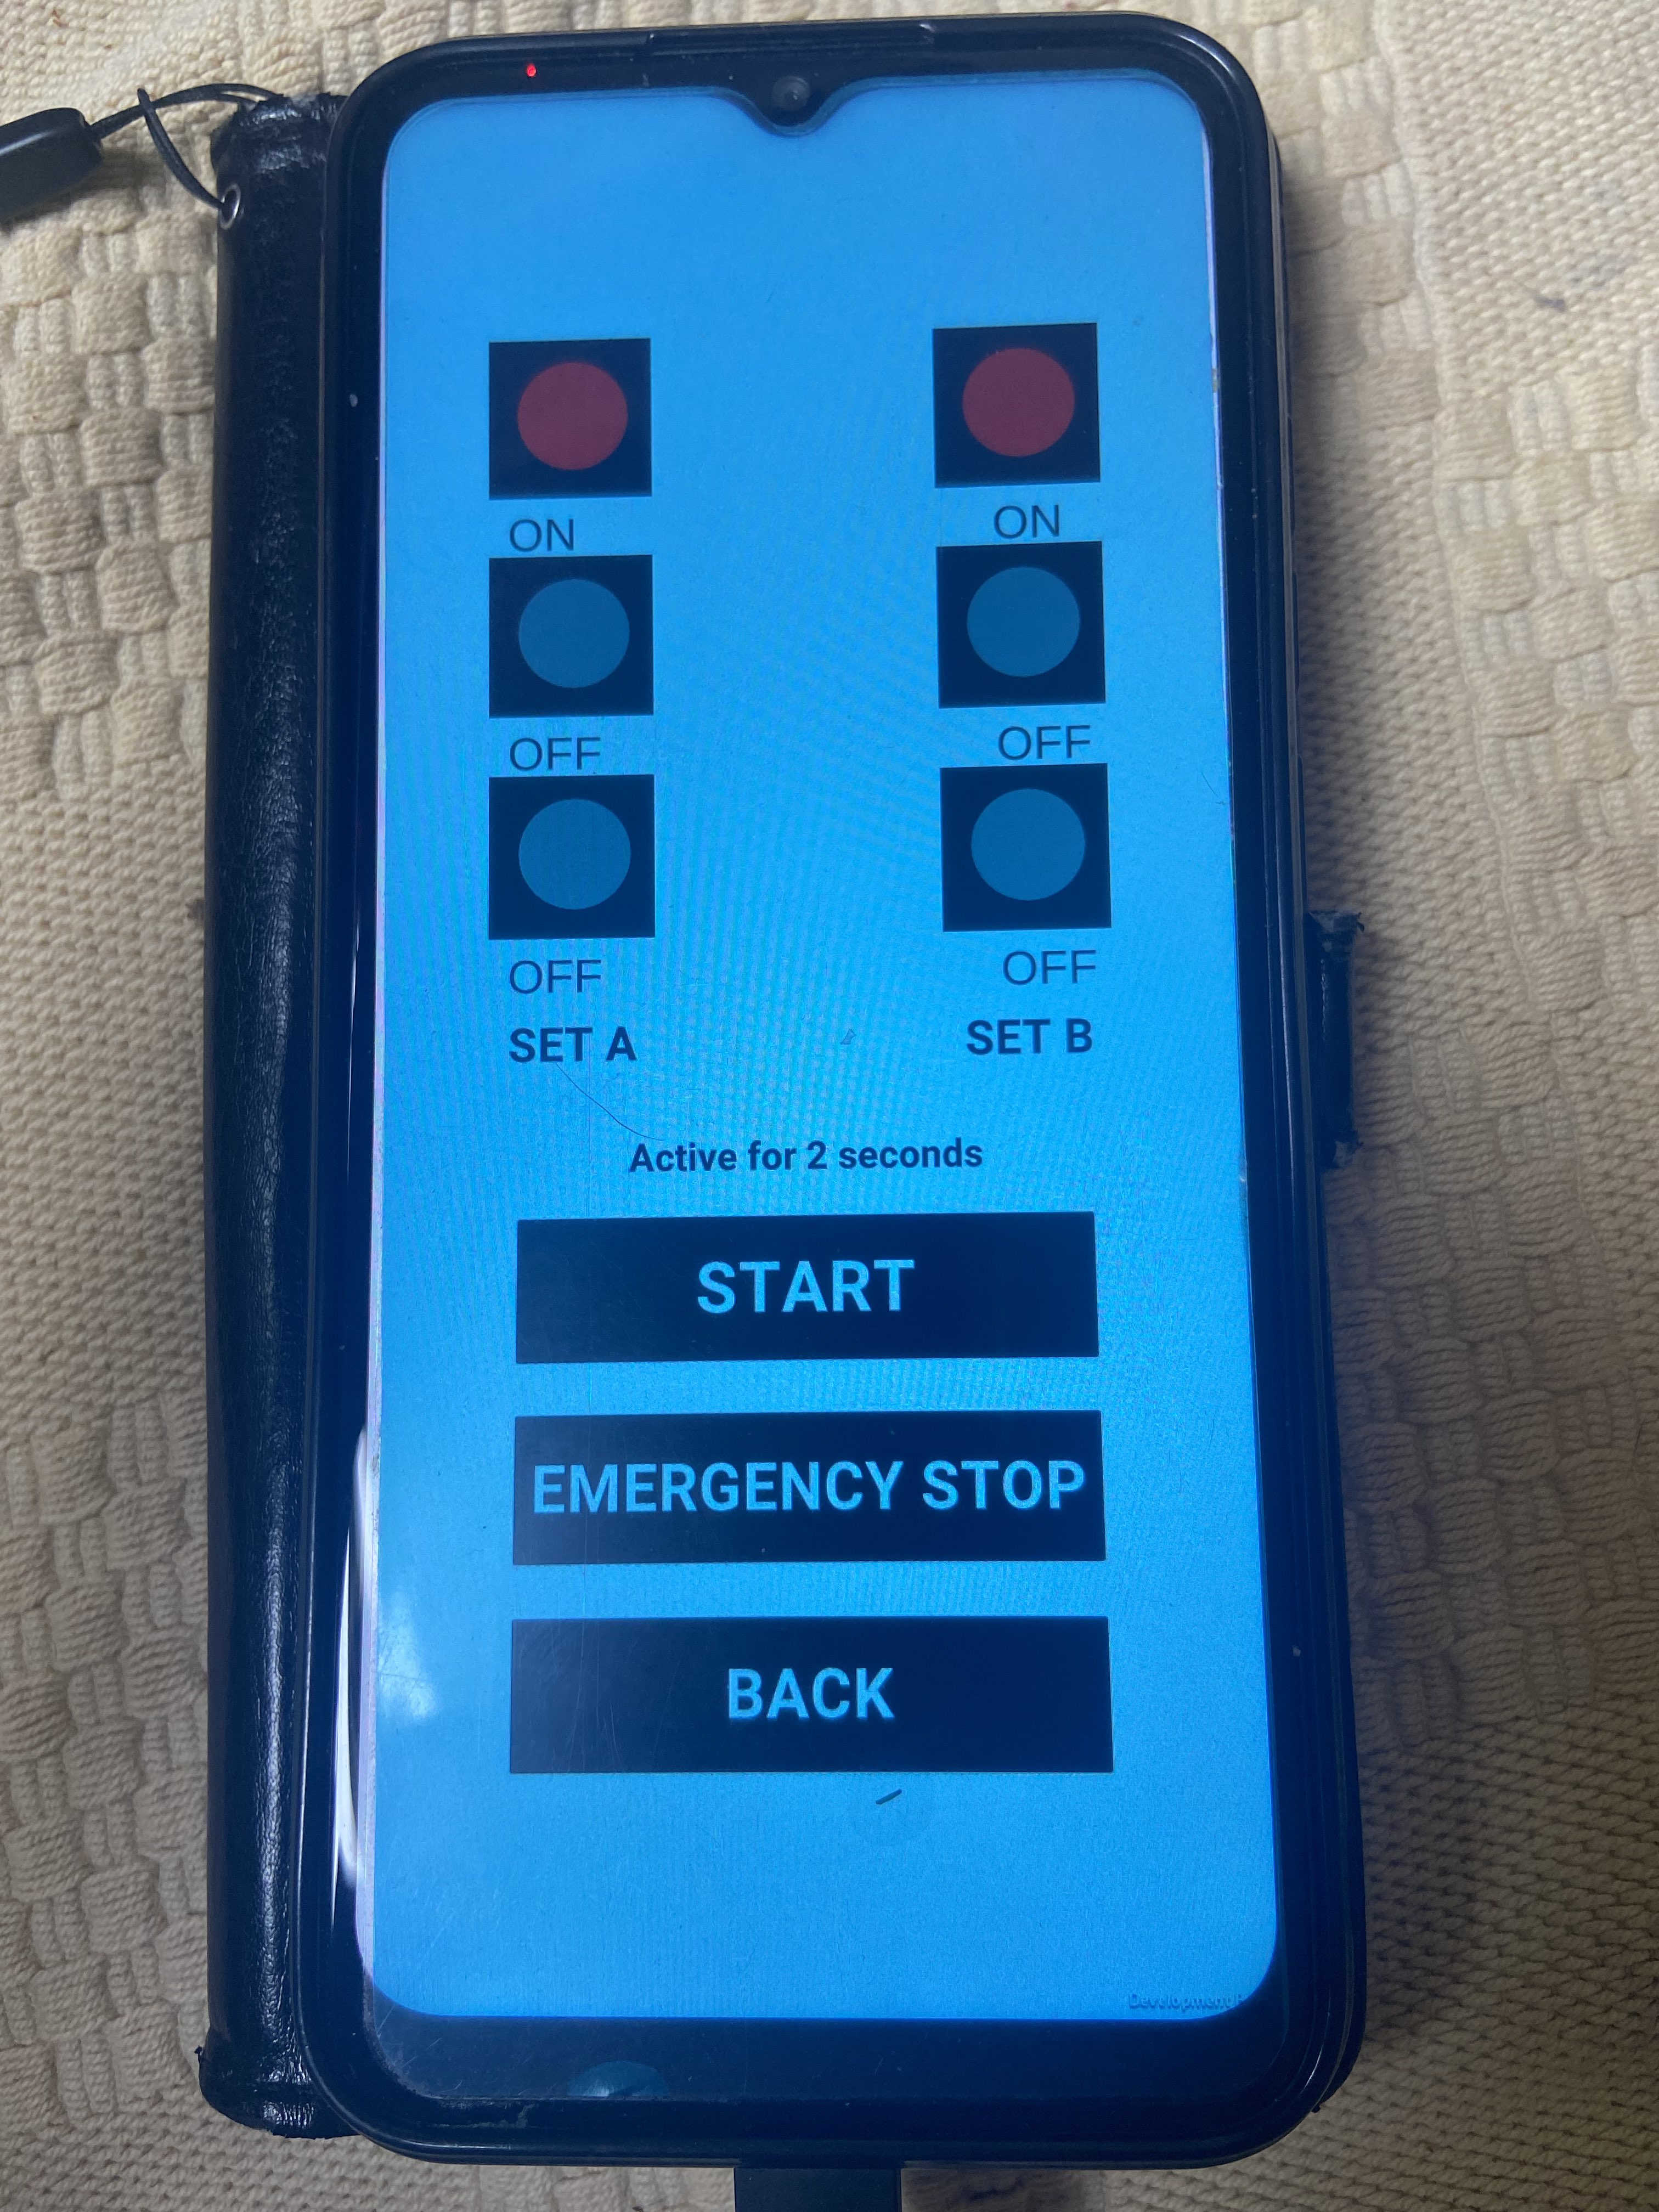 ON ON
OFF OFF
OFF OFF
SET A SET B
Active for 2 seconds
START
EMERGENCY STOP
BACK